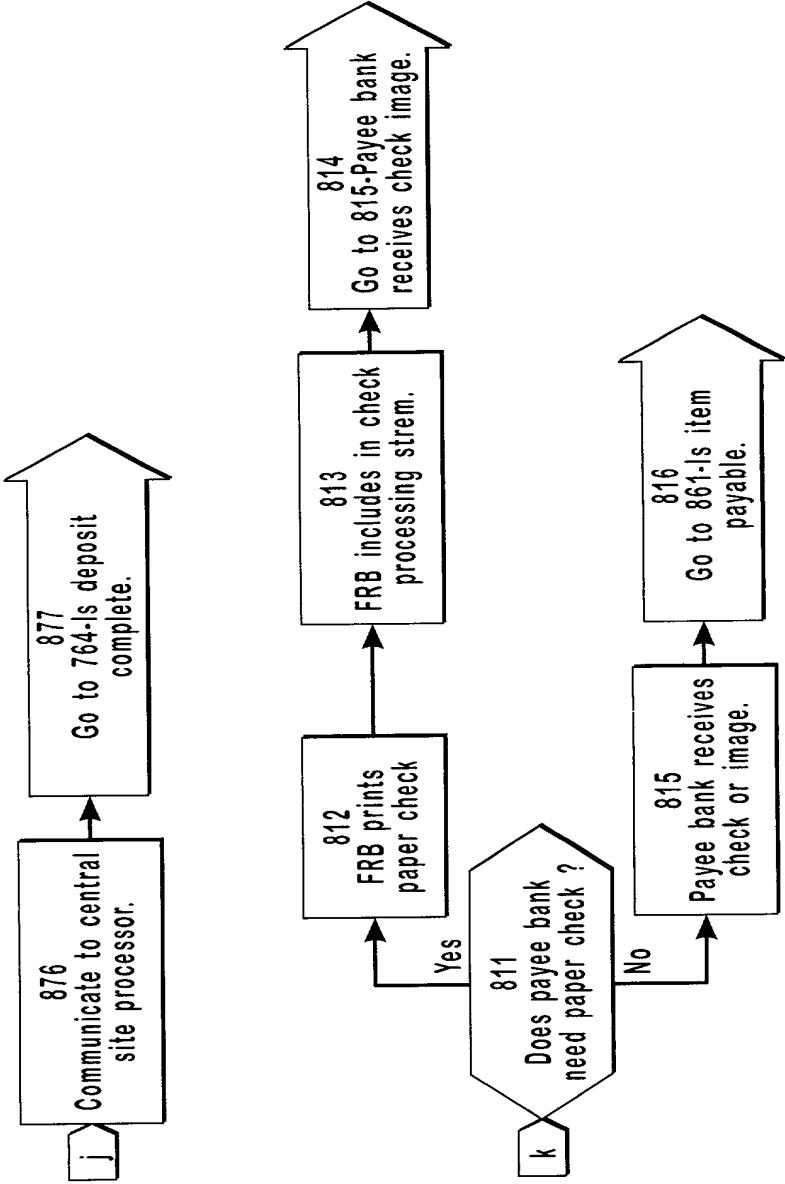 j
876
Communicate to central
site processor.
877
Go to 764-Is deposit
complete.
k
811
Does payee bank
need paper check ?
Yes
812
FRB prints
paper check
813
FRB includes in check
processing strem.
814
Go to 815-Payee bank
receives check image.
No
815
Payee bank receives
check or image.
816
Go to 861-Is item
payable.